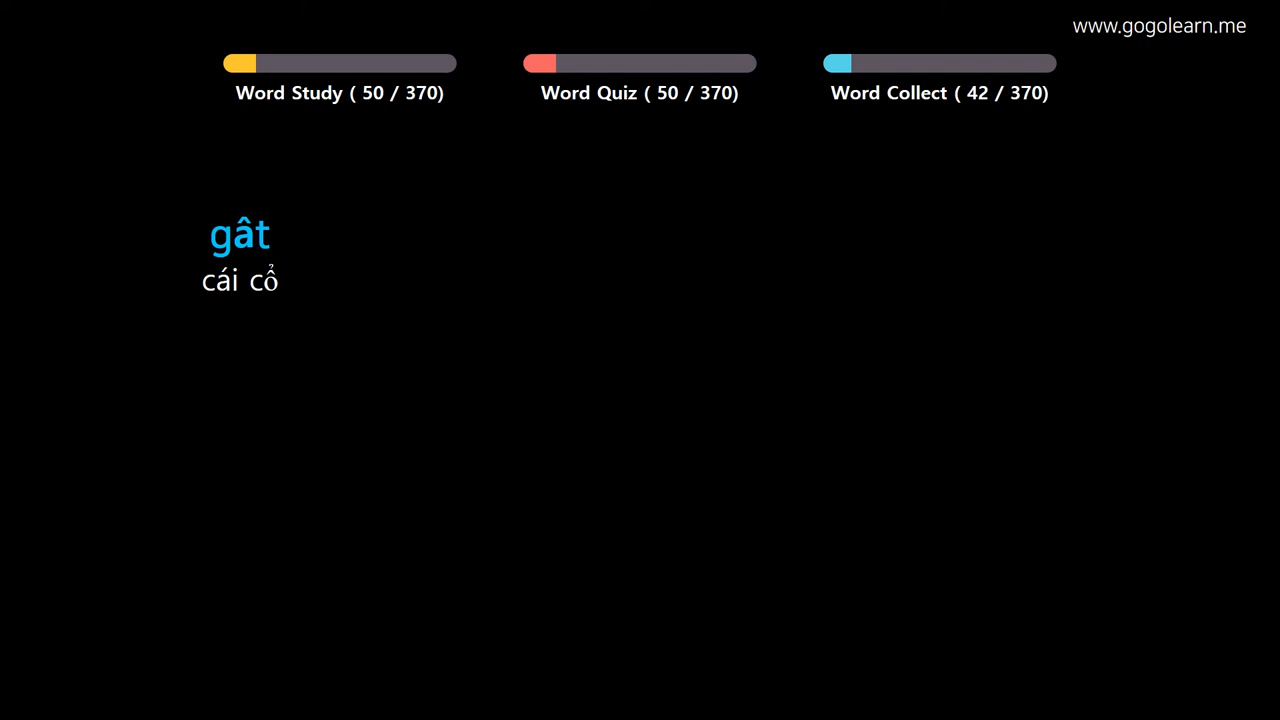 www.gogolearn.me
Word Study ( 50 / 370)
Word Quiz ( 50 / 370)
Word Collect ( 42 / 370)
gât
cái cổ